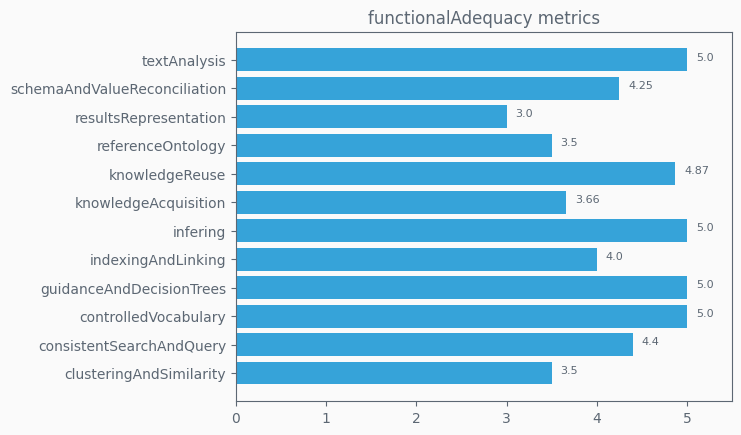 functionalAdequacy metrics
textAnalysis 5.0
schemaAndValueReconciliation 4.25
resultsRepresentation 3.0
referenceOntology 3.5
knowledgeReuse 4.87
knowledgeAcquisition 3.66
infering 5.0
indexingAndLinking 4.0
guidanceAndDecisionTrees 5.0
controlledVocabulary 5.0
consistentSearchAndQuery 4.4
clusteringAndSimilarity 3.5
0 1 2 3 4 5